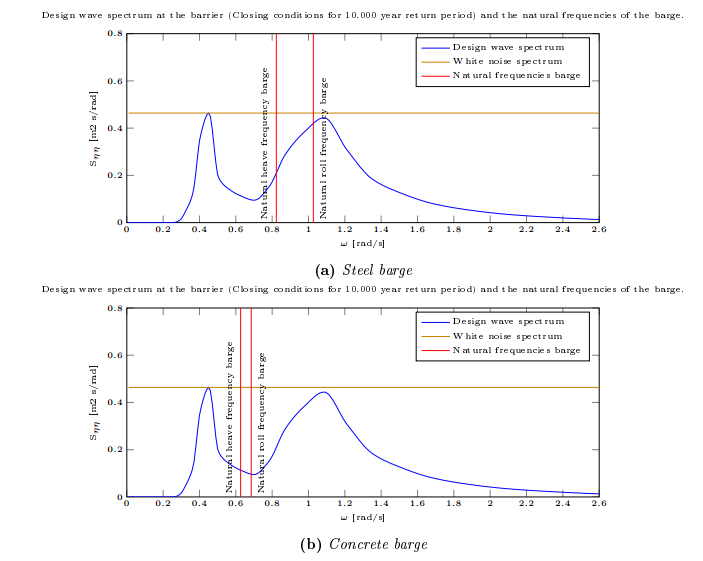 Design wave spectrum at the barrier (Closing conditions for 10.000 year return period) and the natural frequencies of the barge.
0.8
0.6
0.4
0.2
0
Sηη [m2 s/rad]
Natural heave frequency barge
Natural roll frequency barge
Design wave spectrum
White noise spectrum
Natural frequencies barge
0 0.2 0.4 0.6 0.8 1 1.2 1.4 1.6 1.8 2 2.2 2.4 2.6
ω [rad/s]
(a) Steel barge
Design wave spectrum at the barrier (Closing conditions for 10.000 year return period) and the natural frequencies of the barge.
0.8
0.6
0.4
0.2
0
Sηη [m2 s/rad]
Natural heave frequency barge
Natural roll frequency barge
Design wave spectrum
White noise spectrum
Natural frequencies barge
0 0.2 0.4 0.6 0.8 1 1.2 1.4 1.6 1.8 2 2.2 2.4 2.6
ω [rad/s]
(b) Concrete barge